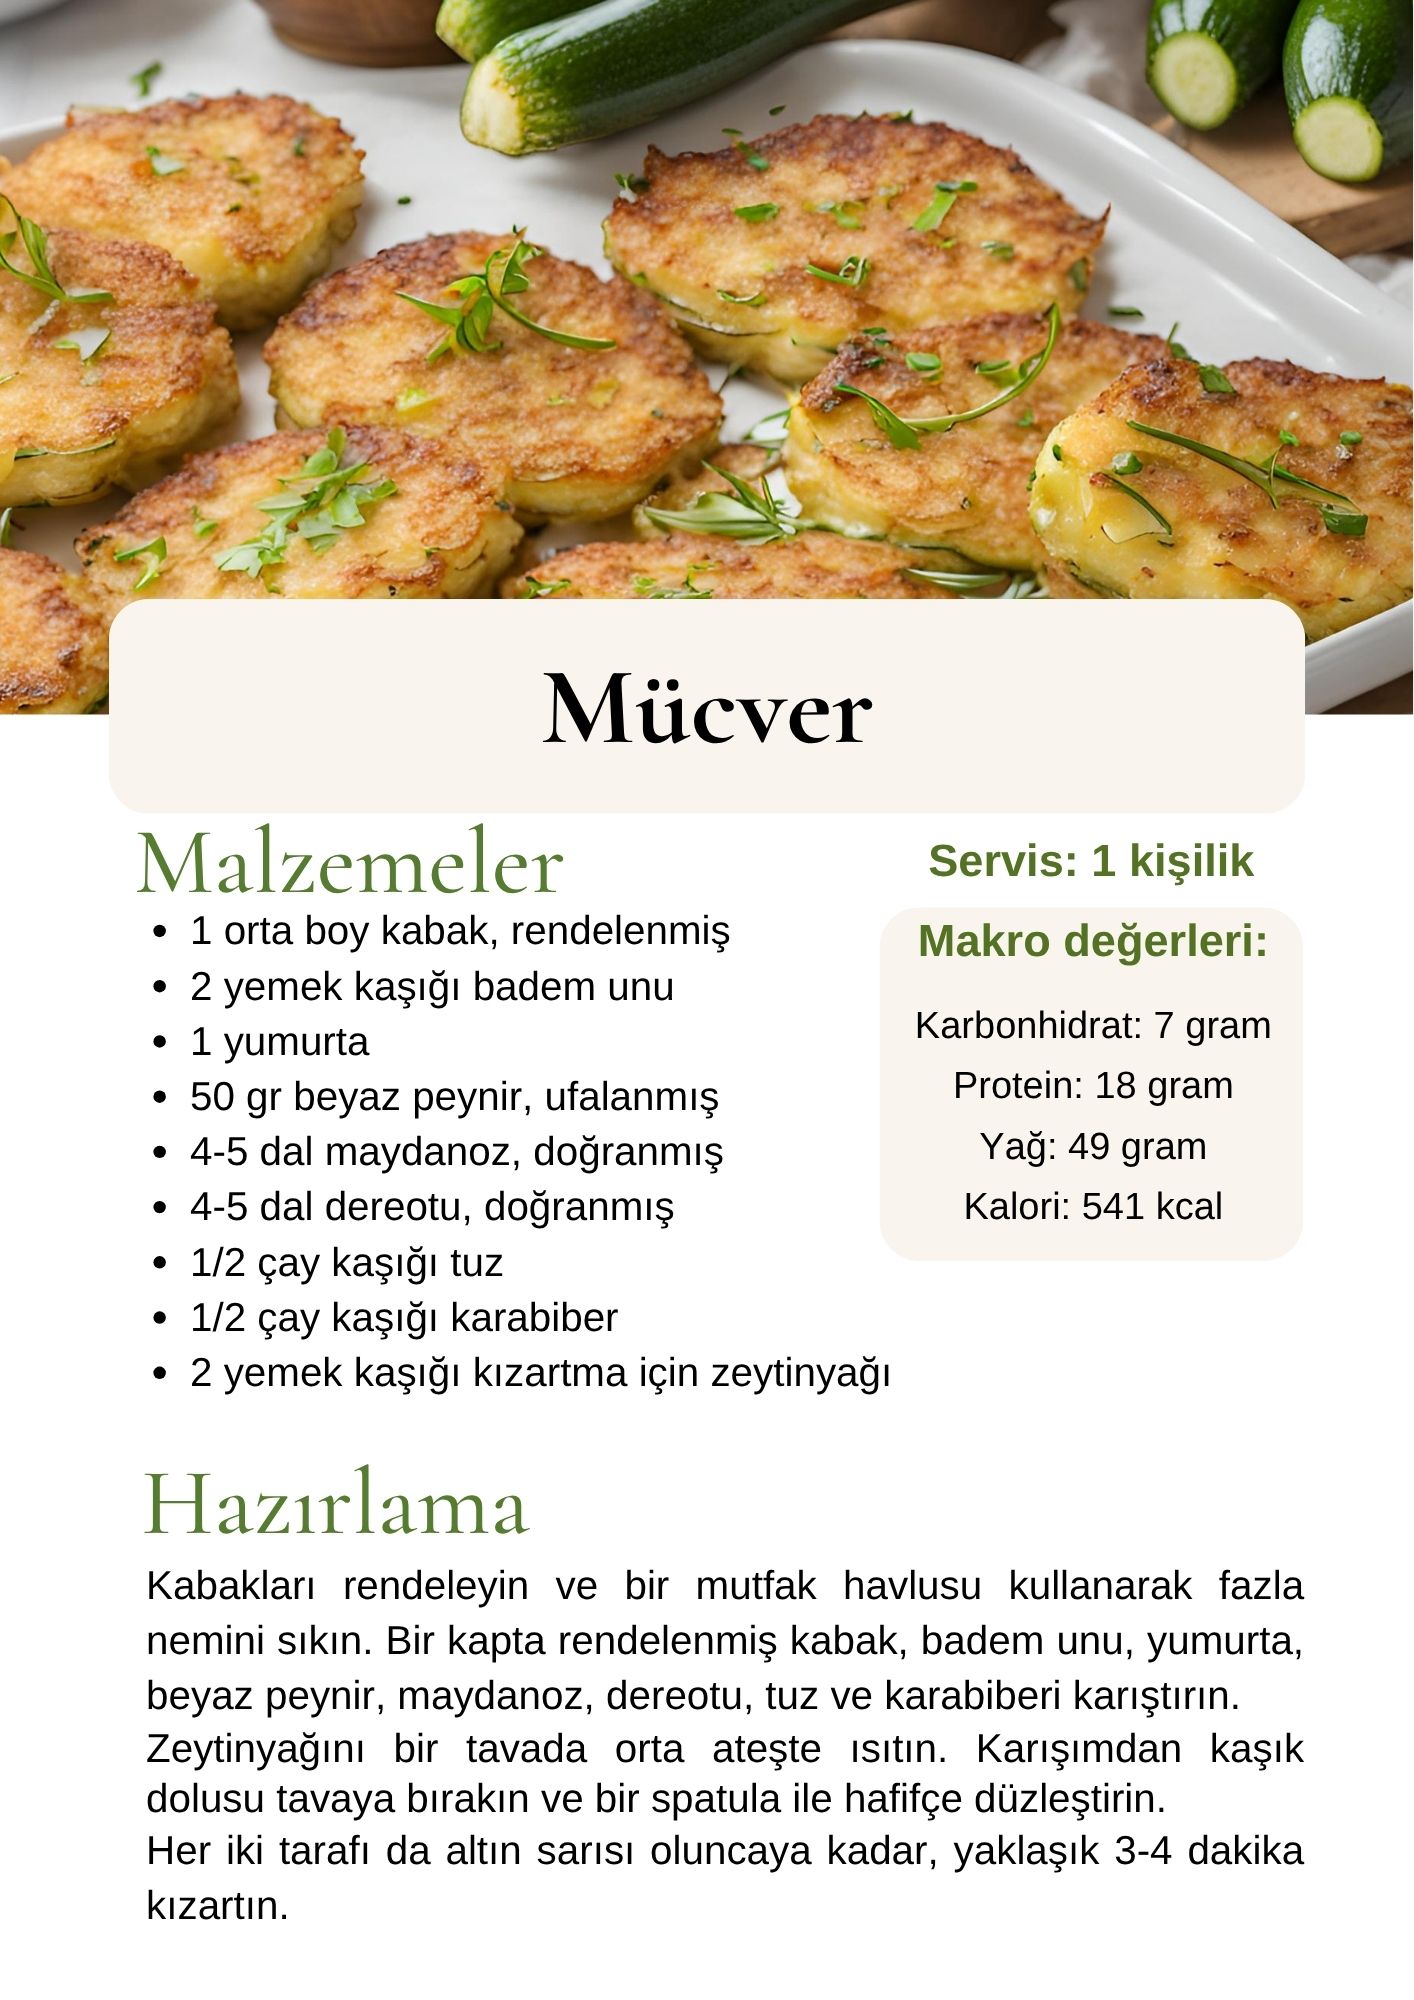 Mücver
Malzemeler
1 orta boy kabak, rendelenmiş
2 yemek kaşığı badem unu
1 yumurta
50 gr beyaz peynir, ufalanmış
4-5 dal maydanoz, doğranmış
4-5 dal dereotu, doğranmış
1/2 çay kaşığı tuz
1/2 çay kaşığı karabiber
2 yemek kaşığı kızartma için zeytinyağı
Servis: 1 kişilik
Makro değerleri:
Karbonhidrat: 7 gram
Protein: 18 gram
Yağ: 49 gram
Kalori: 541 kcal
Hazırlama
Kabakları rendeleyin ve bir mutfak havlusu kullanarak fazla
nemini sıkın. Bir kapta rendelenmiş kabak, badem unu, yumurta,
beyaz peynir, maydanoz, dereotu, tuz ve karabiberi karıştırın.
Zeytinyağını bir tavada orta ateşte ısıtın. Karışımdan kaşık
dolusu tavaya bırakın ve bir spatula ile hafifçe düzleştirin.
Her iki tarafı da altın sarısı oluncaya kadar, yaklaşık 3-4 dakika
kızartın.